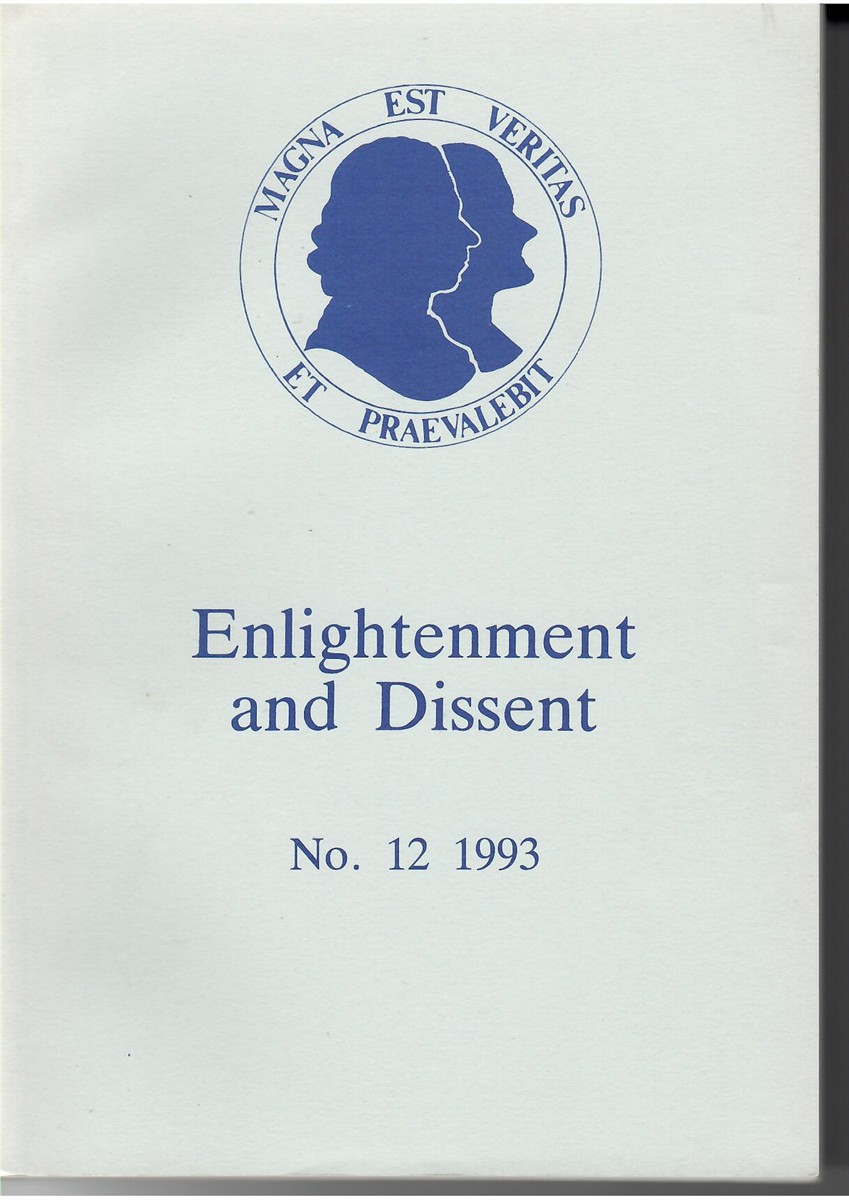 MAGNA EST VERITAS
ET PRAEVALEBIT
Enlightenment
and Dissent
No. 12 1993